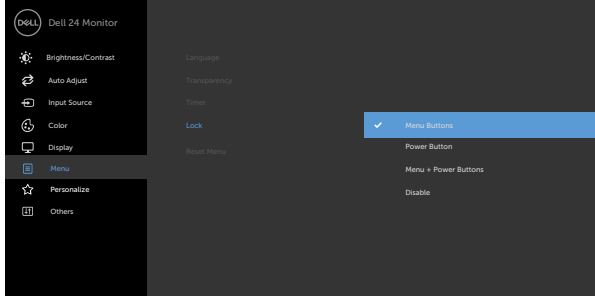 DELL
Dell 24 Monitor
Brightness/Contrast
Auto Adjust
Input Source
Color
Display
Menu
Personalize
Others
Language
Transparency
Timer
Lock
Reset Menu
Menu Buttons
Power Button
Menu + Power Buttons
Disable